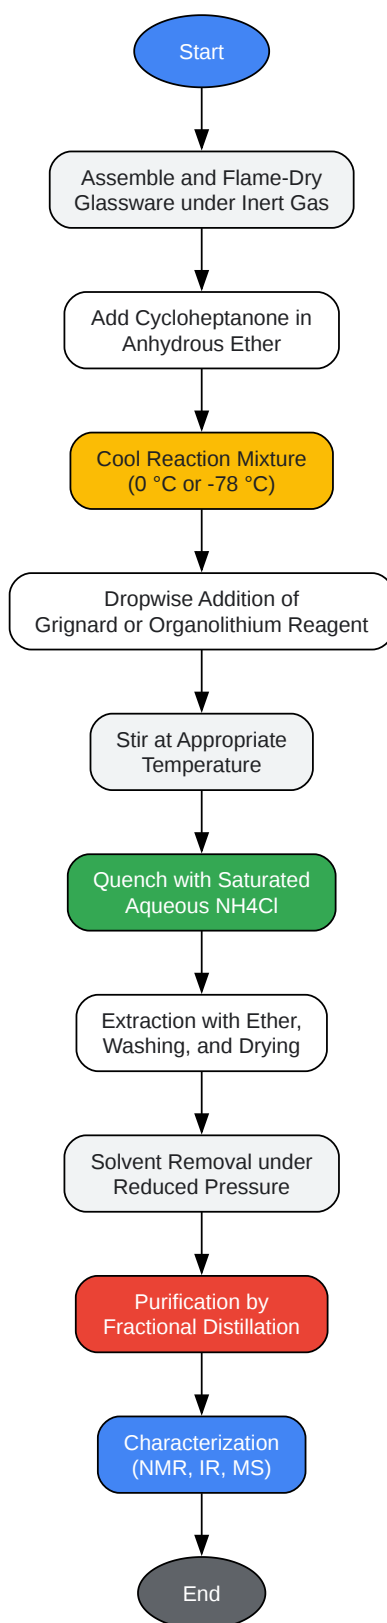 Start
Assemble and Flame-Dry
Glassware under Inert Gas
Add Cycloheptanone in
Anhydrous Ether
Cool Reaction Mixture
(0 °C or -78 °C)
Dropwise Addition of
Grignard or Organolithium Reagent
Stir at Appropriate
Temperature
Quench with Saturated
Aqueous NH4Cl
Extraction with Ether,
Washing, and Drying
Solvent Removal under
Reduced Pressure
Purification by
Fractional Distillation
Characterization
(NMR, IR, MS)
End